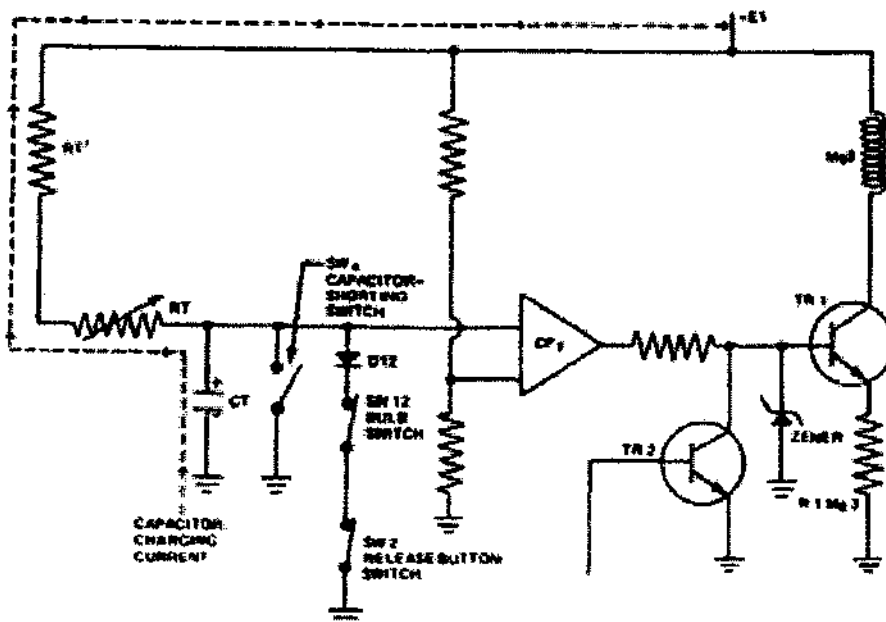 -E1
RT'
Mg3
SW4
CAPACITOR-
SHORTING
SWITCH
RT
TR 1
CP1
D12
CT
SW 12
BULB
SWITCH
TR 2
ZENER
R 1 Mg 3
CAPACITOR
CHARGING
CURRENT
SW 2
RELEASE BUTTON
SWITCH